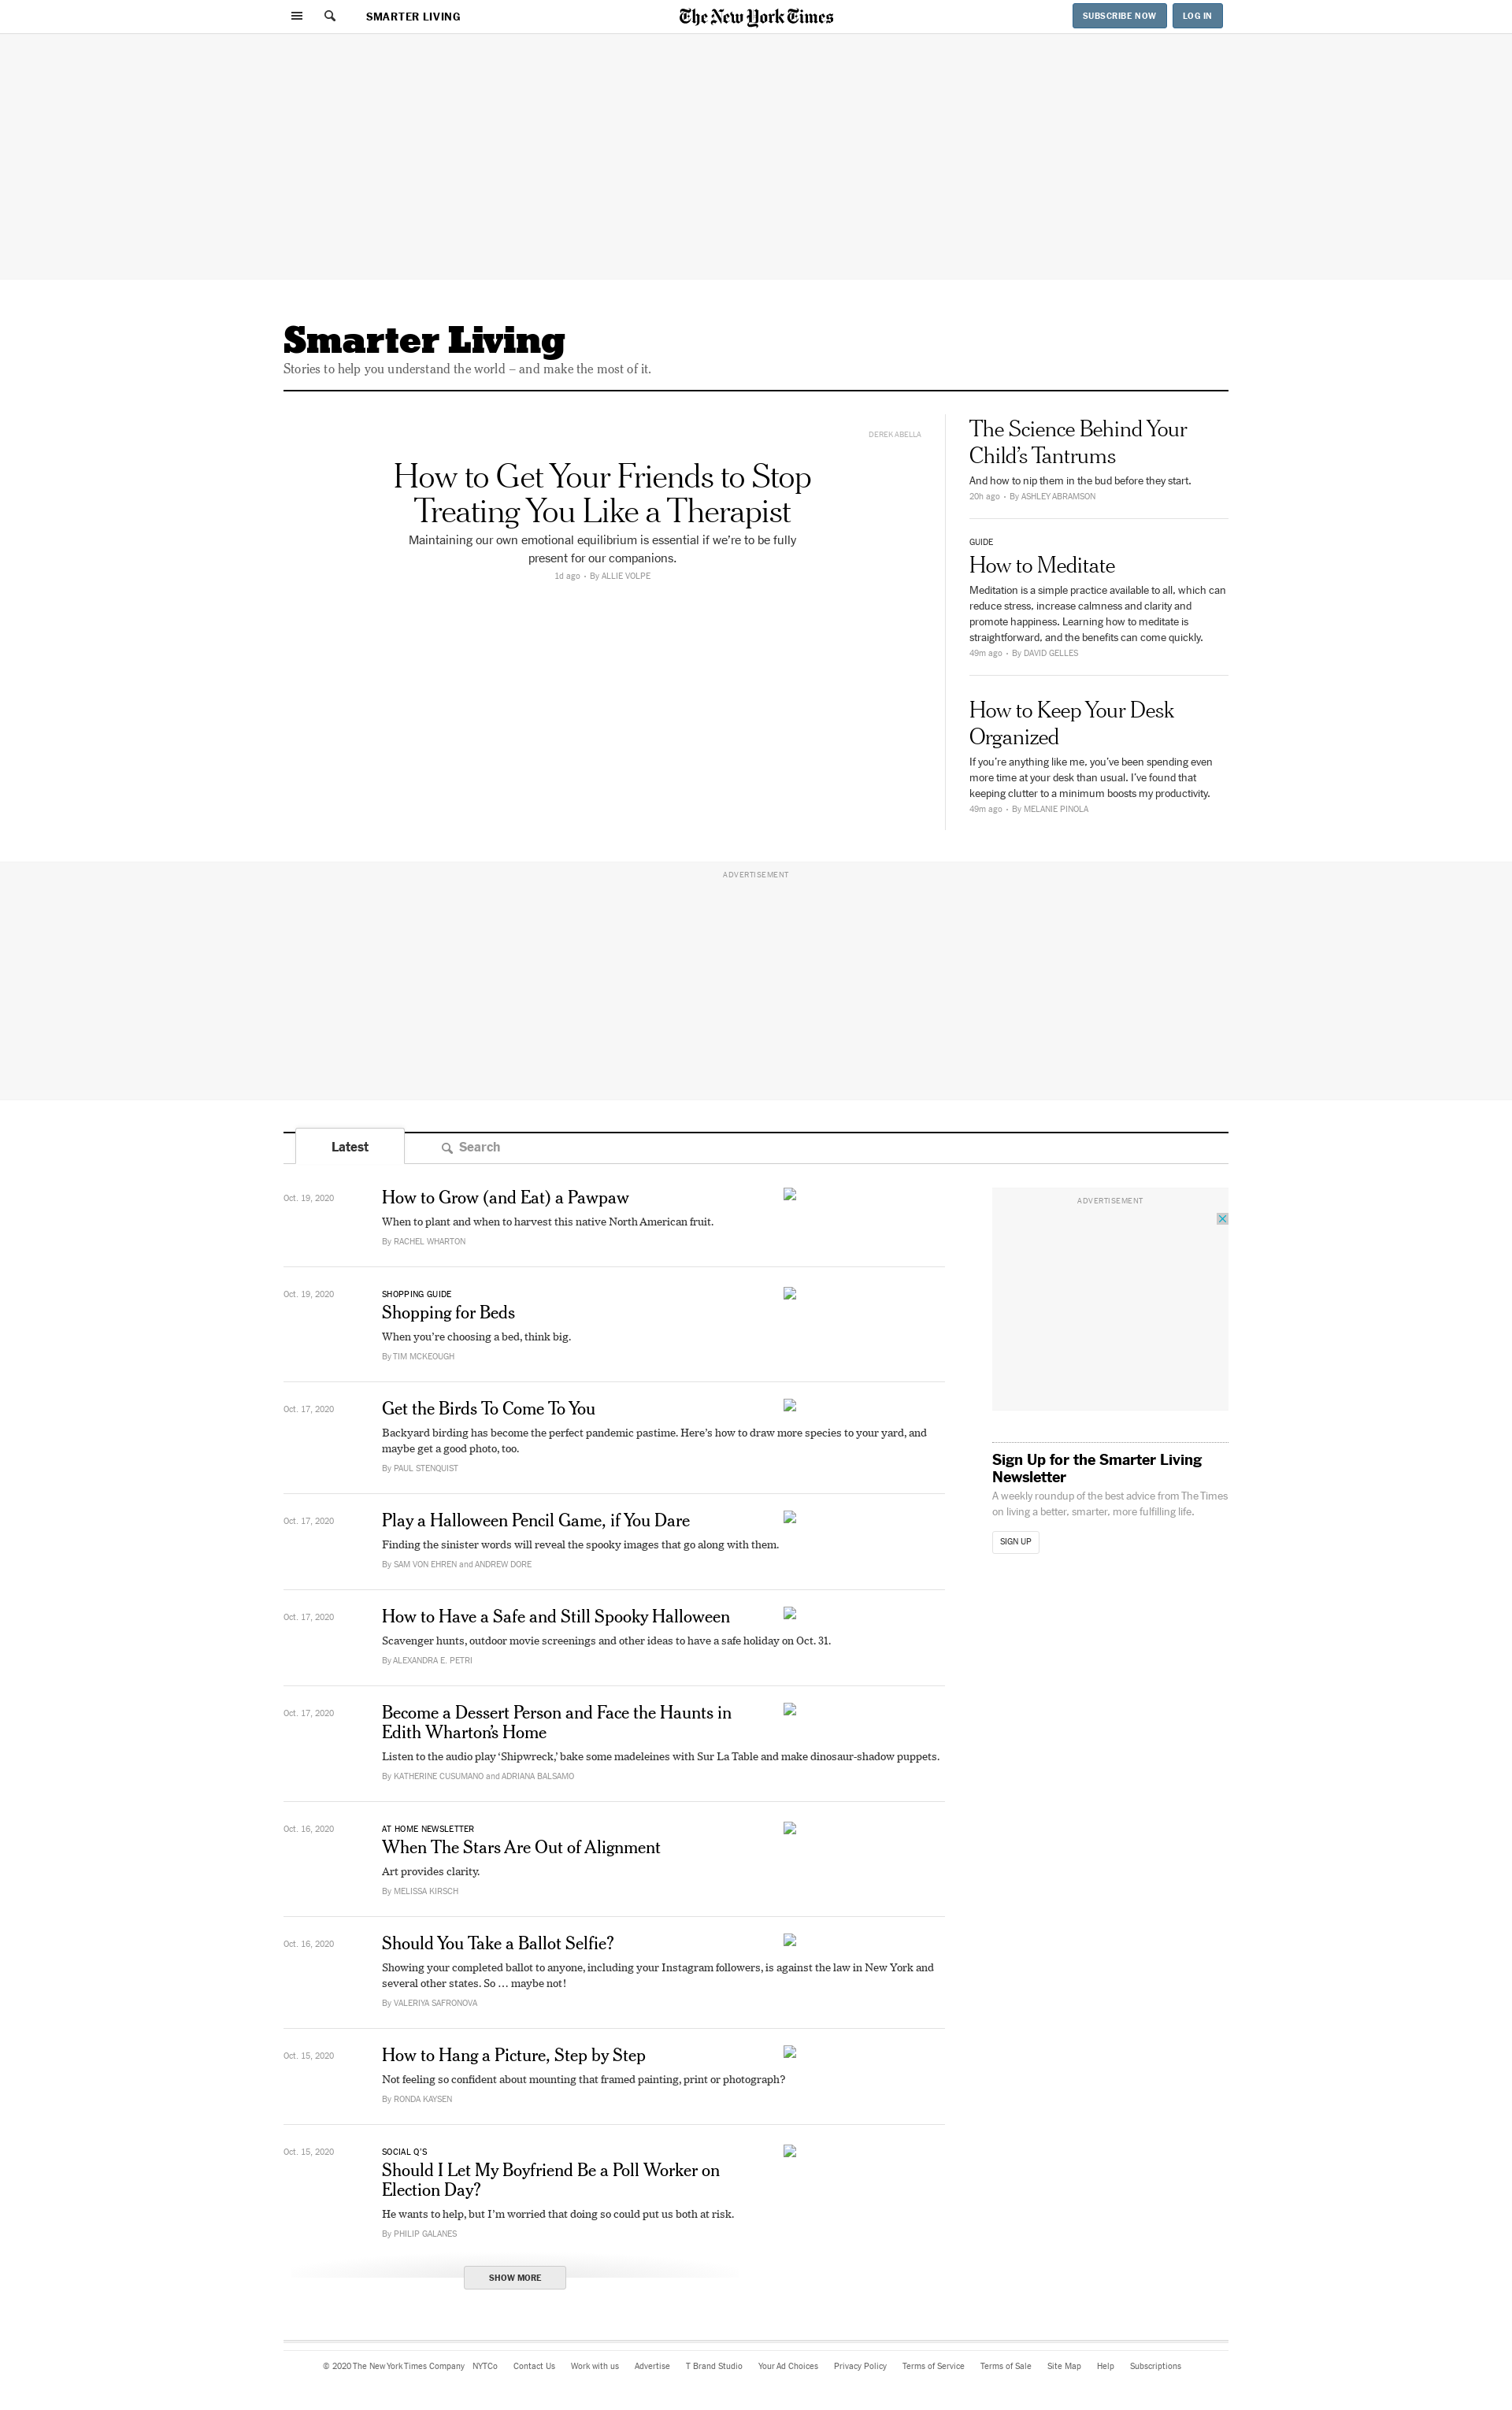 SMARTER LIVING
The New York Times
SUBSCRIBE NOW
LOG IN
Smarter Living
Stories to help you understand the world – and make the most of it.
DEREK ABELLA
How to Get Your Friends to Stop
Treating You Like a Therapist
Maintaining our own emotional equilibrium is essential if we're to be fully
present for our companions.
1d ago • By ALLIE VOLPE
The Science Behind Your
Child's Tantrums
And how to nip them in the bud before they start.
20h ago • By ASHLEY ABRAMSON
GUIDE
How to Meditate
Meditation is a simple practice available to all, which can
reduce stress, increase calmness and clarity and
promote happiness. Learning how to meditate is
straightforward, and the benefits can come quickly.
49m ago • By DAVID GELLES
How to Keep Your Desk
Organized
If you're anything like me, you've been spending even
more time at your desk than usual. I've found that
keeping clutter to a minimum boosts my productivity.
49m ago • By MELANIE PINOLA
ADVERTISEMENT
Latest
Search
Oct. 19, 2020
How to Grow (and Eat) a Pawpaw
When to plant and when to harvest this native North American fruit.
By RACHEL WHARTON
Oct. 19, 2020
SHOPPING GUIDE
Shopping for Beds
When you're choosing a bed, think big.
By TIM MCKEOUGH
Oct. 17, 2020
Get the Birds To Come To You
Backyard birding has become the perfect pandemic pastime. Here's how to draw more species to your yard, and
maybe get a good photo, too.
By PAUL STENQUIST
Oct. 17, 2020
Play a Halloween Pencil Game, if You Dare
Finding the sinister words will reveal the spooky images that go along with them.
By SAM VON EHREN and ANDREW DORE
Oct. 17, 2020
How to Have a Safe and Still Spooky Halloween
Scavenger hunts, outdoor movie screenings and other ideas to have a safe holiday on Oct. 31.
By ALEXANDRA E. PETRI
Oct. 17, 2020
Become a Dessert Person and Face the Haunts in
Edith Wharton's Home
Listen to the audio play 'Shipwreck,' bake some madeleines with Sur La Table and make dinosaur-shadow puppets.
By KATHERINE CUSUMANO and ADRIANA BALSAMO
Oct. 16, 2020
AT HOME NEWSLETTER
When The Stars Are Out of Alignment
Art provides clarity.
By MELISSA KIRSCH
Oct. 16, 2020
Should You Take a Ballot Selfie?
Showing your completed ballot to anyone, including your Instagram followers, is against the law in New York and
several other states. So … maybe not!
By VALERIYA SAFRONOVA
Oct. 15, 2020
How to Hang a Picture, Step by Step
Not feeling so confident about mounting that framed painting, print or photograph?
By RONDA KAYSEN
Oct. 15, 2020
SOCIAL Q'S
Should I Let My Boyfriend Be a Poll Worker on
Election Day?
He wants to help, but I'm worried that doing so could put us both at risk.
By PHILIP GALANES
SHOW MORE
ADVERTISEMENT
Sign Up for the Smarter Living
Newsletter
A weekly roundup of the best advice from The Times
on living a better, smarter, more fulfilling life.
SIGN UP
© 2020 The New York Times Company NYTCo Contact Us Work with us Advertise T Brand Studio Your Ad Choices Privacy Policy Terms of Service Terms of Sale Site Map Help Subscriptions